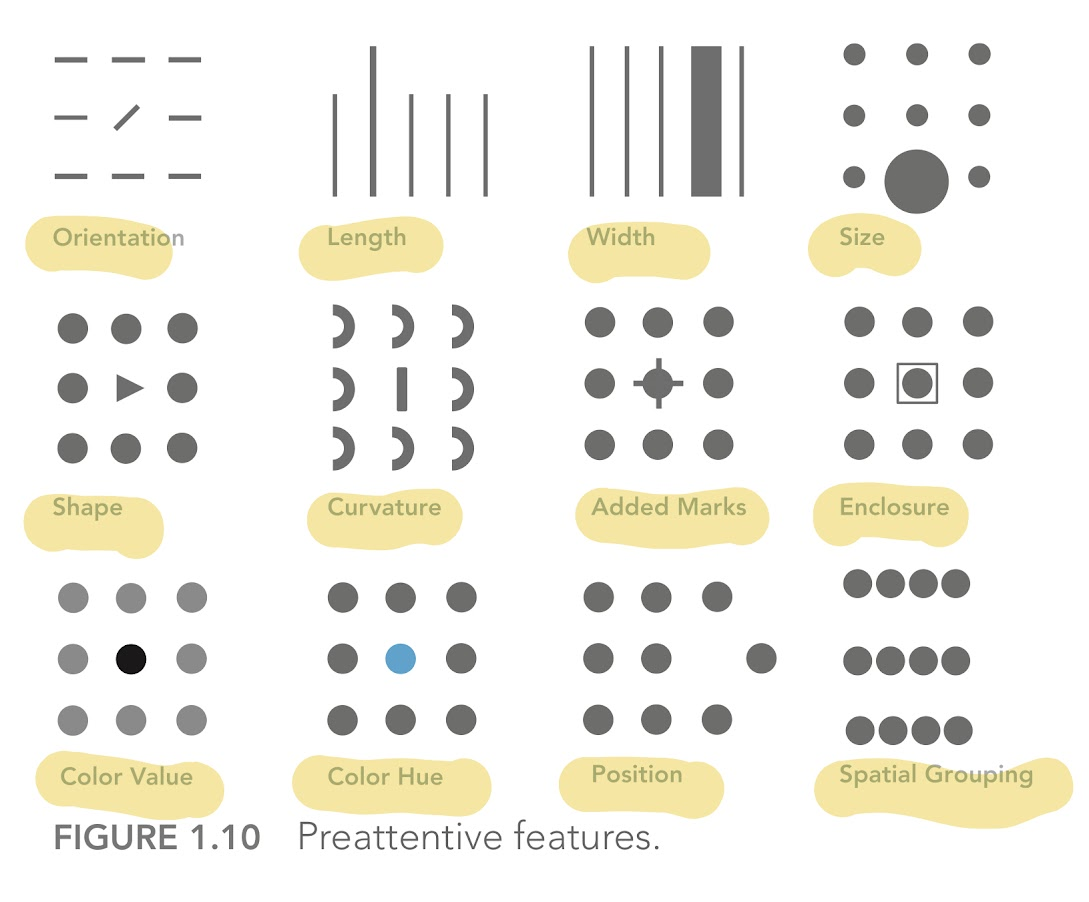 Orientation Length Width Size
Shape Curvature Added Marks Enclosure
Color Value Color Hue Position Spatial Grouping
FIGURE 1.10 Preattentive features.